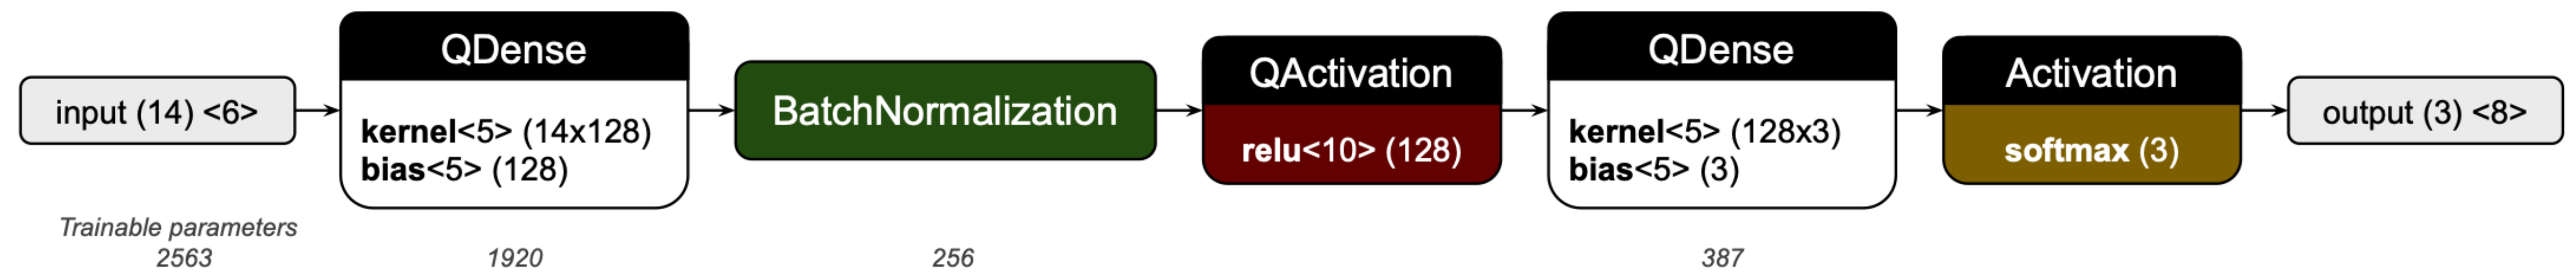 input (14) <6>
QDense
kernel<5> (14x128)
bias<5> (128)
BatchNormalization
QActivation
relu<10> (128)
QDense
kernel<5> (128x3)
bias<5> (3)
Activation
softmax (3)
output (3) <8>
Trainable parameters
2563
1920
256
387